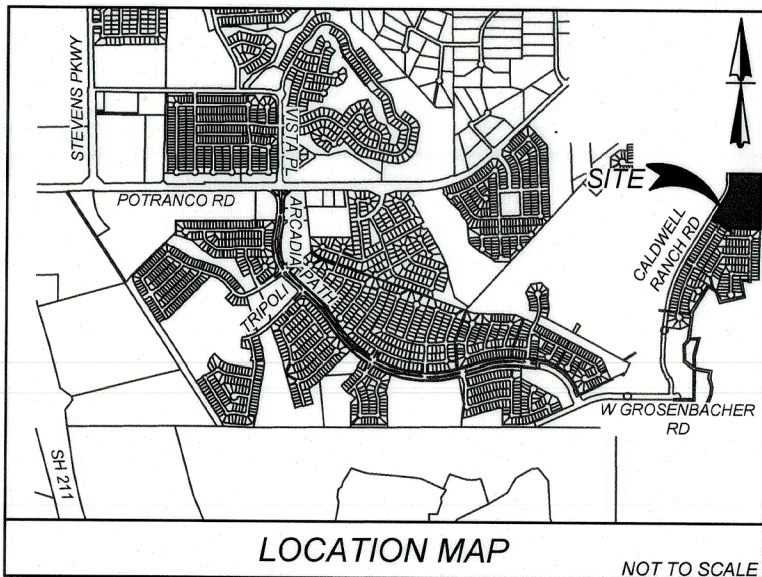 STEVENS PKWY
VISTA PL
POTRANCO RD
ARCADIA PATH
TRIPOLI
SITE
CALDWELL
RANCH RD
W GROSENBACHER
RD
SH 211
LOCATION MAP
NOT TO SCALE